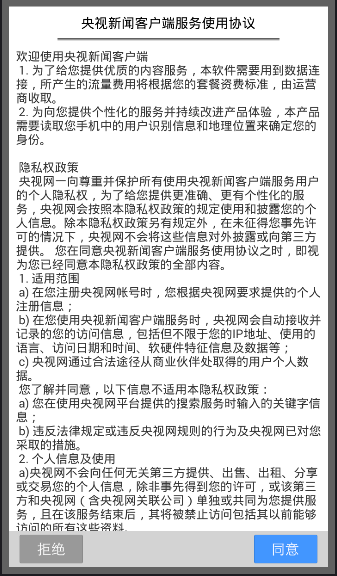 央视新闻客户端服务使用协议
欢迎使用央视新闻客户端
1. 为了给您提供优质的内容服务，本软件需要用到数据连
接，所产生的流量费用将根据您的套餐资费标准，由运营
商收取。
2. 为向您提供个性化的服务并持续改进产品体验，本产品
需要读取您手机中的用户识别信息和地理位置来确定您的
身份。
隐私权政策
央视网一向尊重并保护所有使用央视新闻客户端服务用户
的个人隐私权，为了给您提供更准确、更有个性化的服
务，央视网会按照本隐私权政策的规定使用和披露您的个
人信息。除本隐私权政策另有规定外，在未征得您事先许
可的情况下，央视网不会将这些信息对外披露或向第三方
提供。 您在同意央视新闻客户端服务使用协议之时，即视
为您已经同意本隐私权政策的全部内容。
1. 适用范围
a) 在您注册央视网帐号时，您根据央视网要求提供的个人
注册信息；
b) 在您使用央视新闻客户端服务时，央视网会自动接收并
记录的您的访问信息，包括但不限于您的IP地址、使用的
语言、访问日期和时间、软硬件特征信息及数据等；
c) 央视网通过合法途径从商业伙伴处取得的用户个人数
据。
您了解并同意，以下信息不适用本隐私权政策：
a) 您在使用央视网平台提供的搜索服务时输入的关键字信
息；
b) 违反法律规定或违反央视网规则的行为及央视网已对您
采取的措施。
2. 个人信息及使用
a)央视网不会向任何无关第三方提供、出售、出租、分享
或交易您的个人信息，除非事先得到您的许可，或该第三
方和央视网（含央视网关联公司）单独或共同为您提供服
务，且在该服务结束后，其将被禁止访问包括其以前能够
访问的所有这些资料。
拒绝
同意